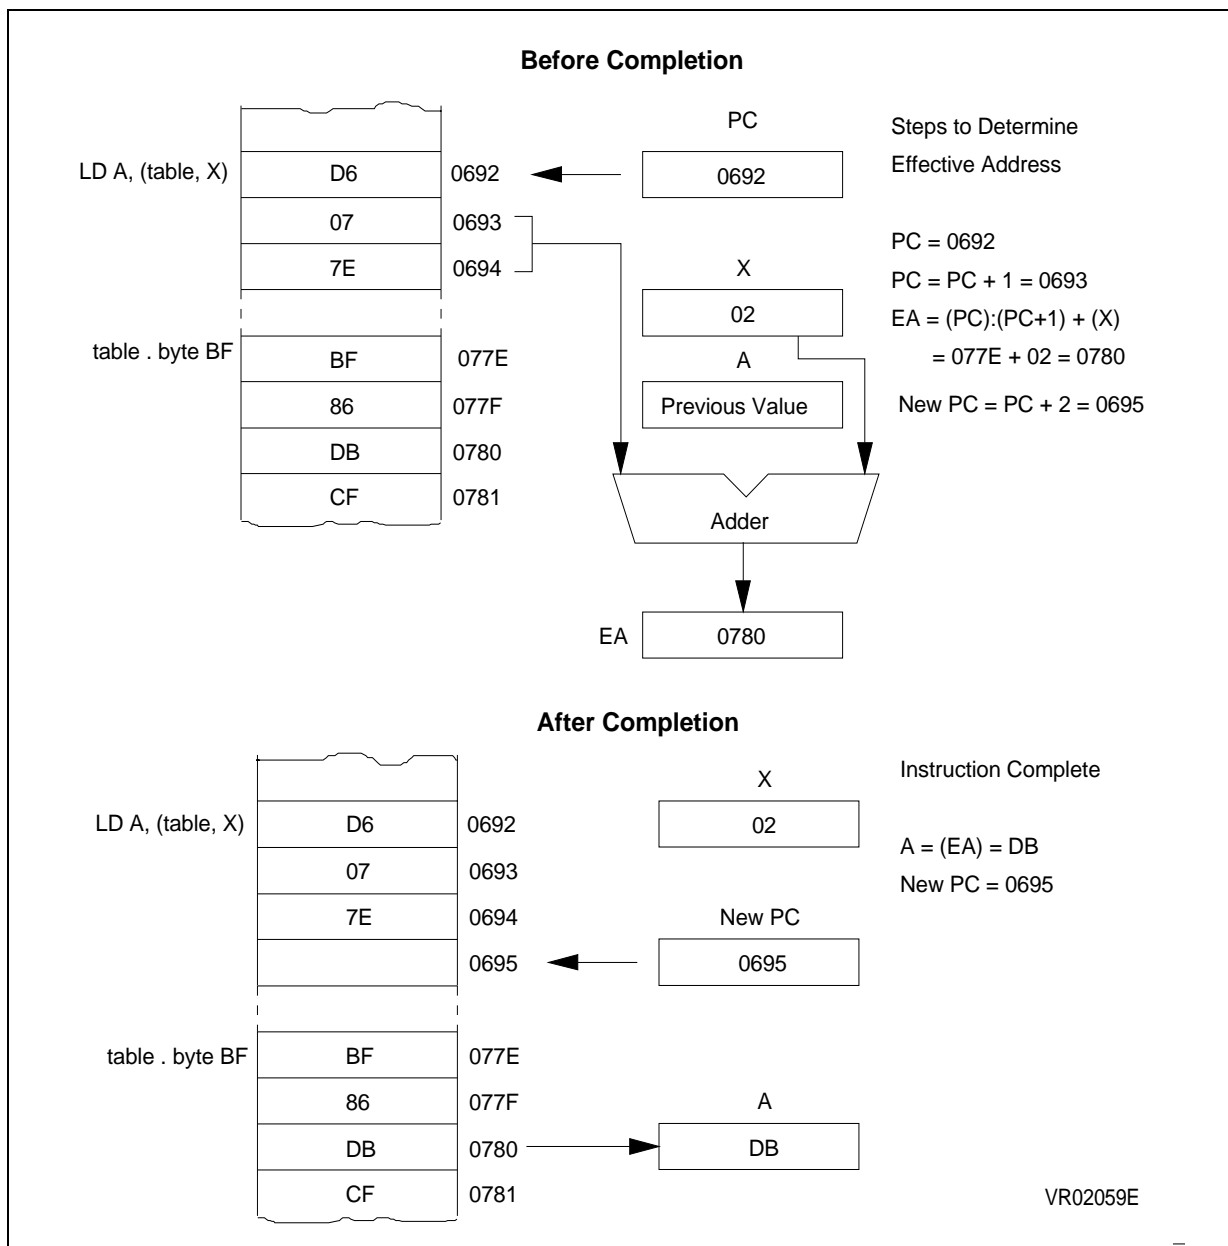 Before Completion
PC
Steps to Determine
Effective Address
LD A, (table, X)
D6
0692
0692
07
0693
7E
0694
X
02
PC = 0692
PC = PC + 1 = 0693
EA = (PC):(PC+1) + (X)
= 077E + 02 = 0780
New PC = PC + 2 = 0695
table . byte BF
BF
077E
A
Previous Value
86
077F
DB
0780
CF
0781
Adder
EA
0780
After Completion
Instruction Complete
X
02
LD A, (table, X)
D6
0692
07
0693
A = (EA) = DB
New PC = 0695
7E
0694
New PC
0695
0695
table . byte BF
BF
077E
86
077F
A
DB
0780
DB
CF
0781
VR02059E